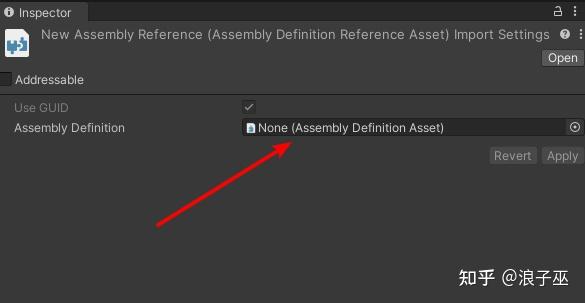 Inspector
New Assembly Reference (Assembly Definition Reference Asset) Import Settings
Open
Addressable
Use GUID
Assembly Definition
None (Assembly Definition Asset)
Revert Apply
知乎 @浪子巫